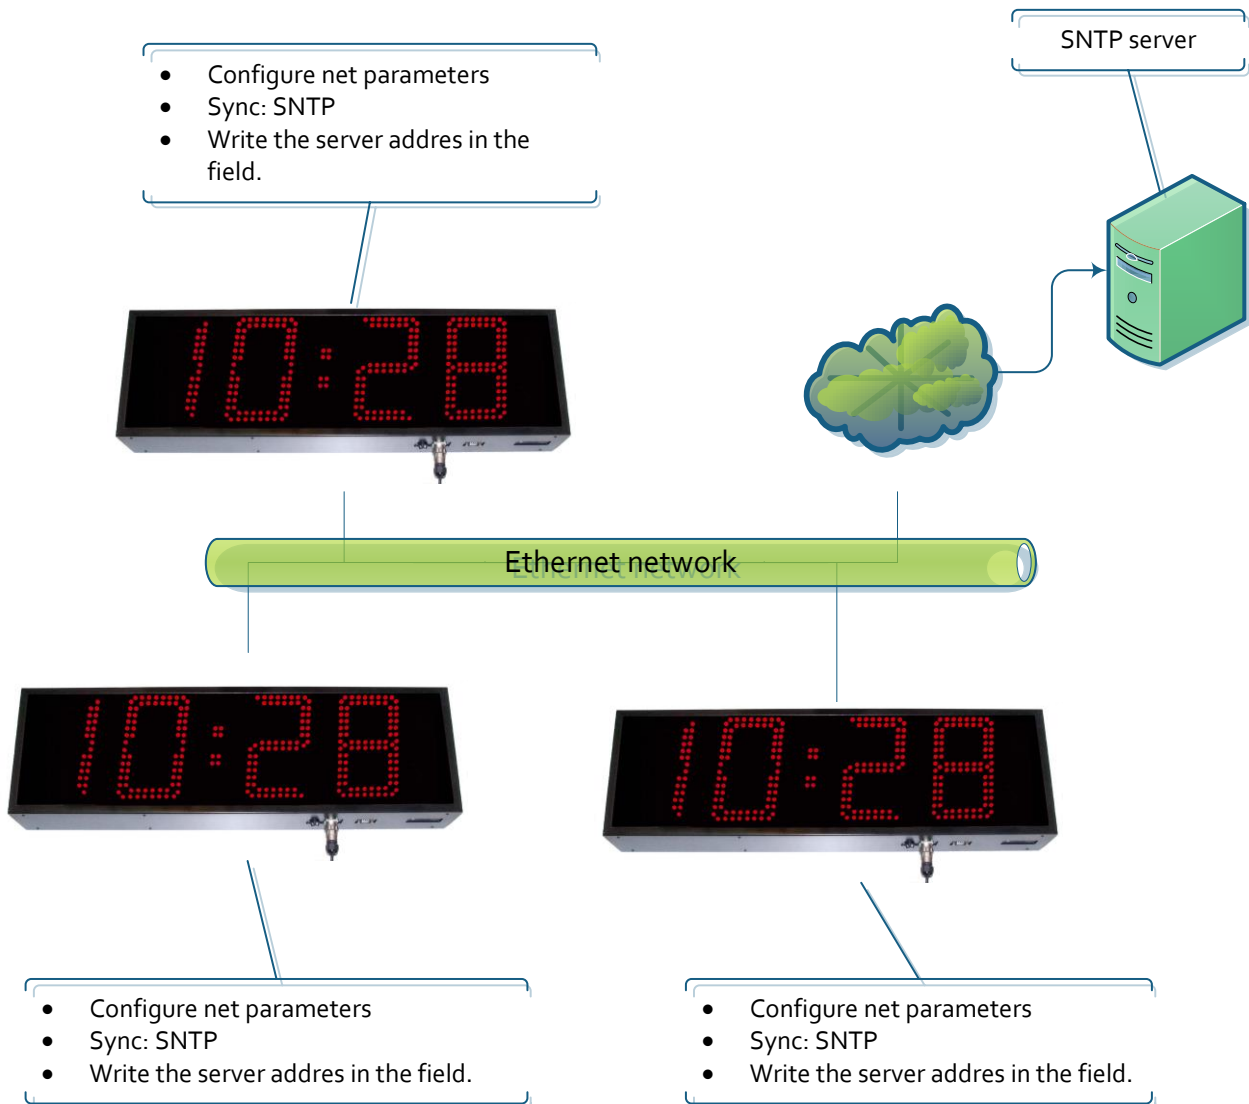 SNTP server
• Configure net parameters
• Sync: SNTP
• Write the server addres in the
field.
10:28
Ethernet network
10:28
10:28
• Configure net parameters
• Sync: SNTP
• Write the server addres in the field.
• Configure net parameters
• Sync: SNTP
• Write the server addres in the field.